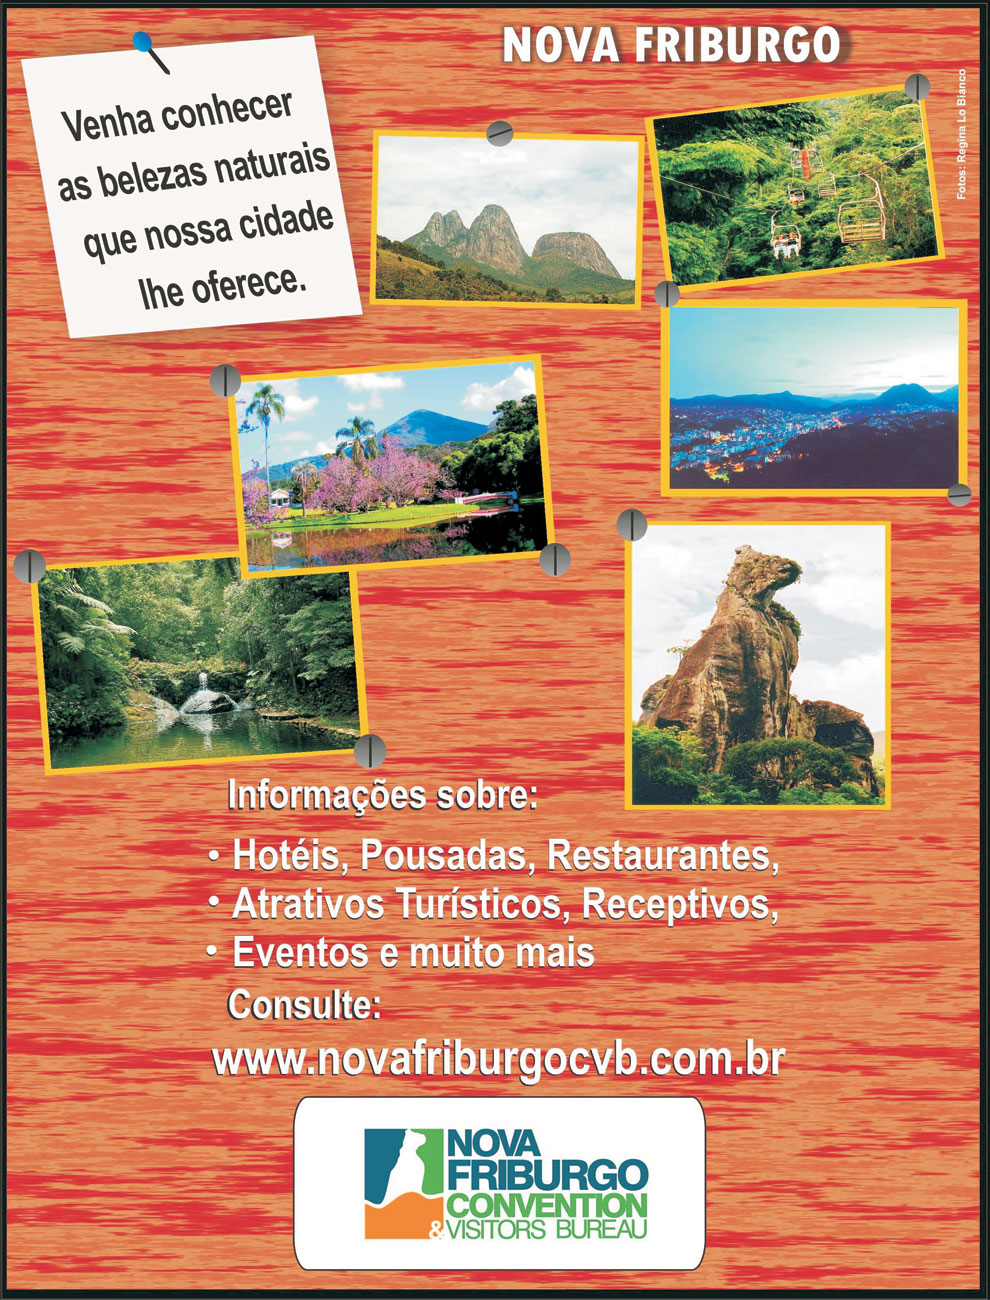 NOVA FRIBURGO
Venha conhecer
as belezas naturais
que nossa cidade
lhe oferece.
Fotos: Regina Lo Bianco
Informações sobre:
• Hotéis, Pousadas, Restaurantes,
• Atrativos Turísticos, Receptivos,
• Eventos e muito mais
Consulte:
www.novafriburgocvb.com.br
NOVA
FRIBURGO
CONVENTION
&VISITORS BUREAU